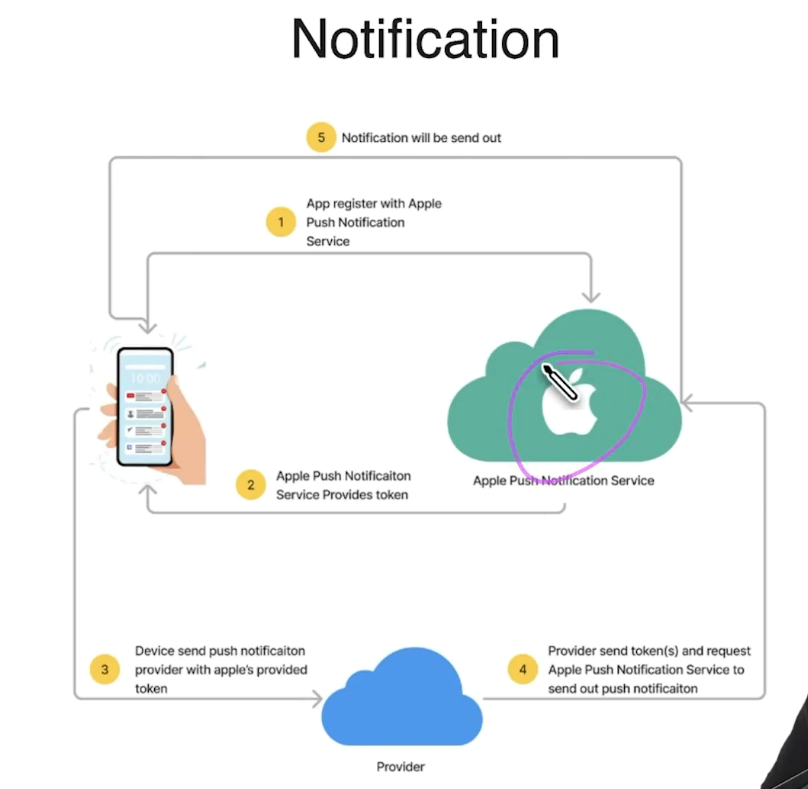 Notification
5 Notification will be send out
1 App register with Apple
Push Notification
Service
10:00
2 Apple Push Notificaiton
Service Provides token
Apple Push Notification Service
3 Device send push notificaiton
provider with apple's provided
token
4 Provider send token(s) and request
Apple Push Notification Service to
send out push notificaiton
Provider